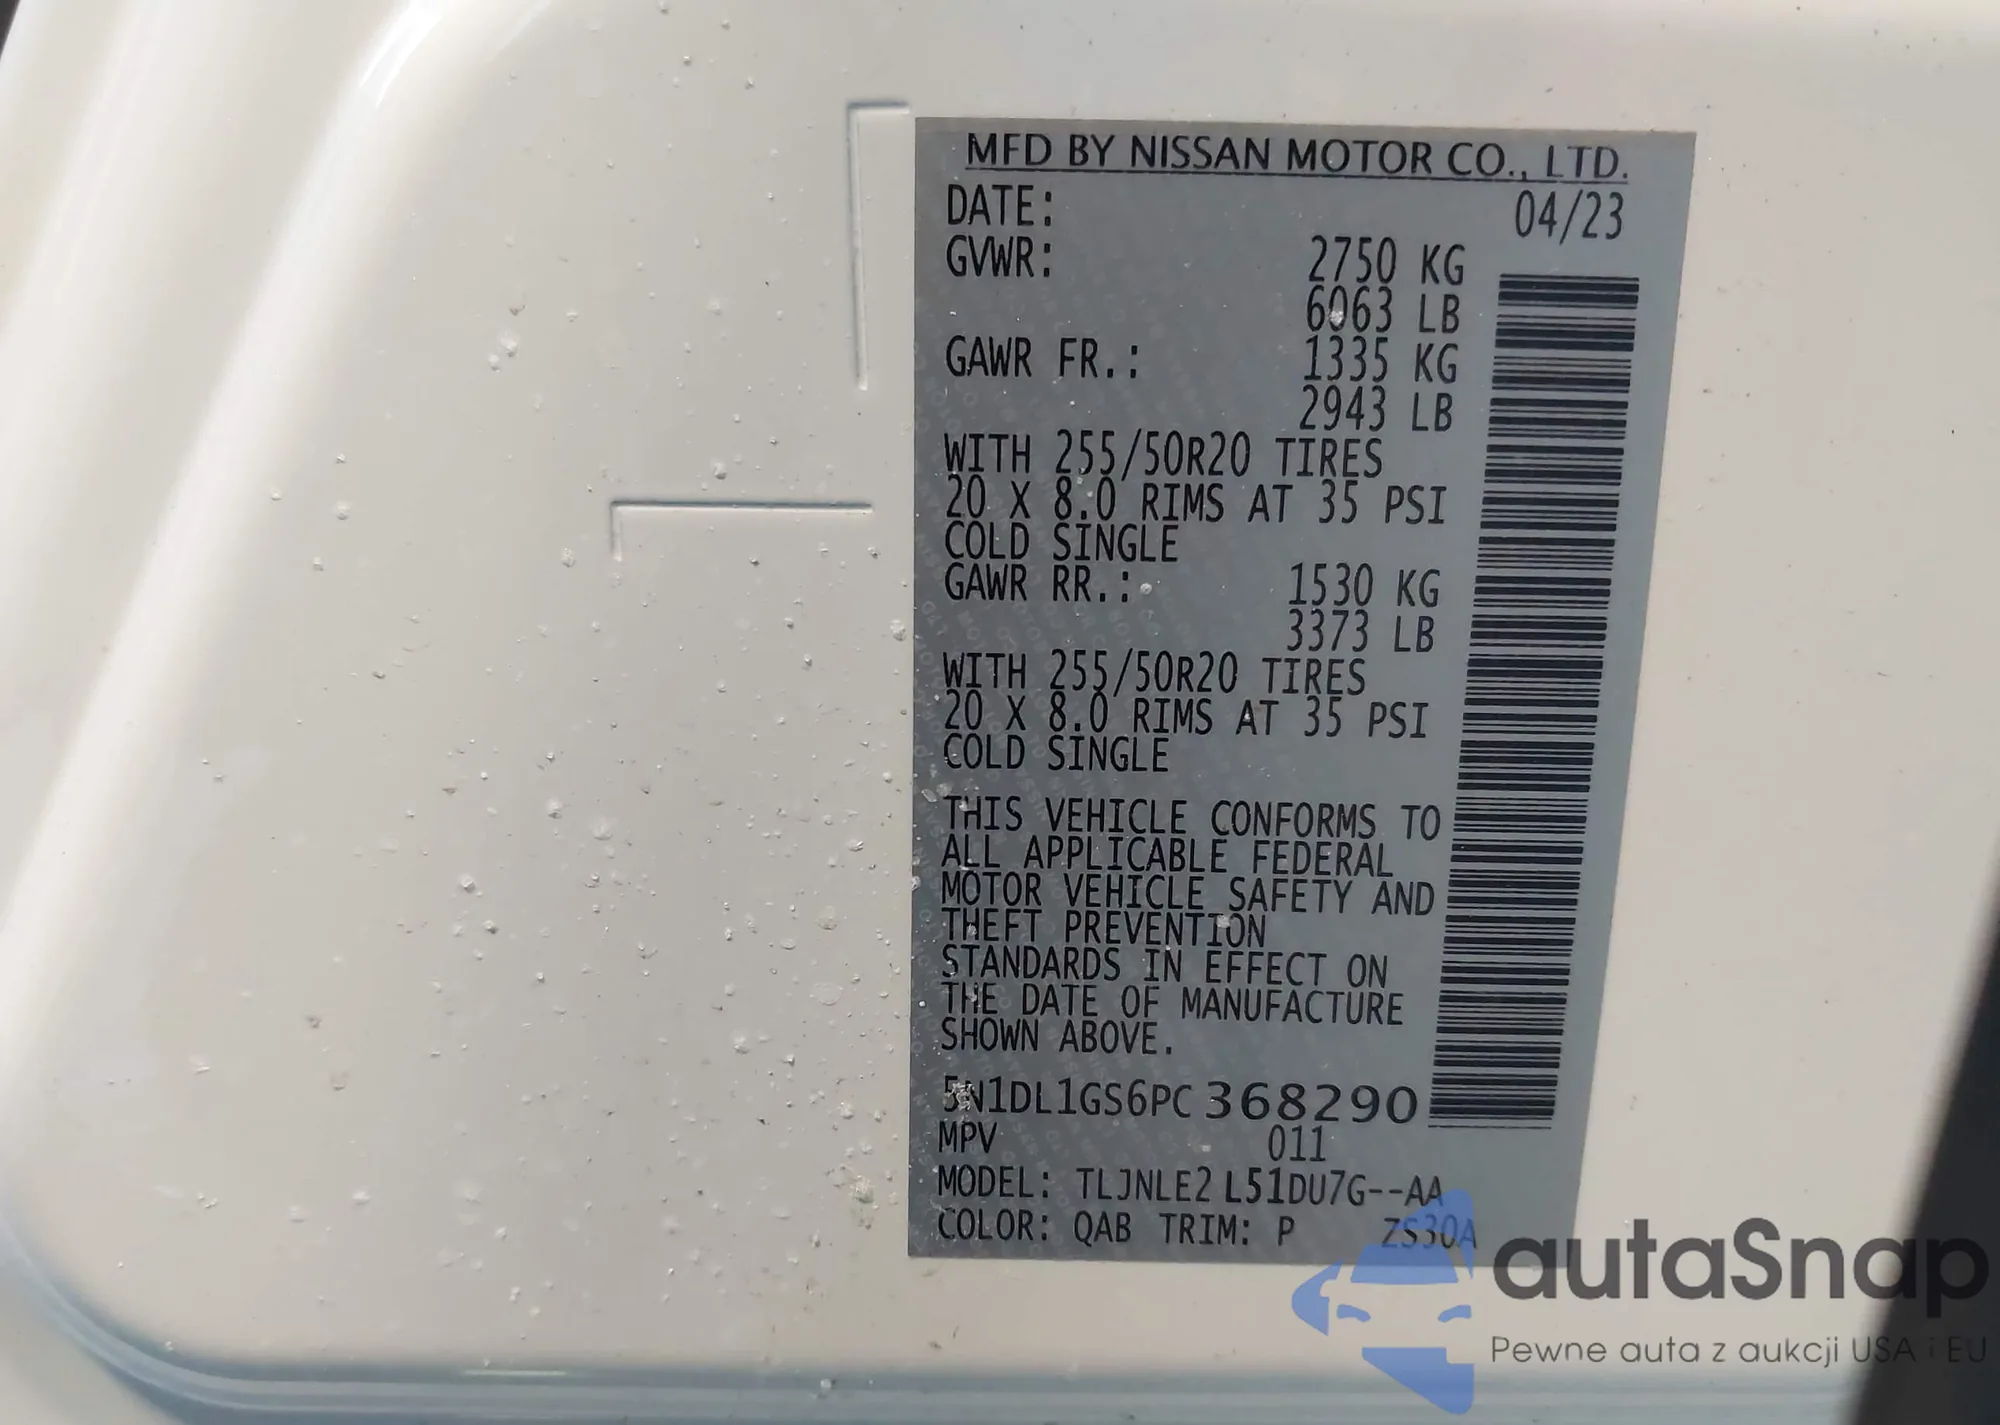 MFD BY NISSAN MOTOR CO., LTD.
DATE: 04/23
GVWR: 2750 KG
6063 LB
GAWR FR.: 1335 KG
2943 LB
WITH 255/50R20 TIRES
20 X 8.0 RIMS AT 35 PSI
COLD SINGLE
GAWR RR.: 1530 KG
3373 LB
WITH 255/50R20 TIRES
20 X 8.0 RIMS AT 35 PSI
COLD SINGLE
THIS VEHICLE CONFORMS TO
ALL APPLICABLE FEDERAL
MOTOR VEHICLE SAFETY AND
THEFT PREVENTION
STANDARDS IN EFFECT ON
THE DATE OF MANUFACTURE
SHOWN ABOVE.
5N1DL1GS6PC368290
MPV 011
MODEL: TLJNLE2 L51DU7G--AA
COLOR: QAB TRIM: P ZS30A
autaSnap
Pewne auta z aukcji USA i EU